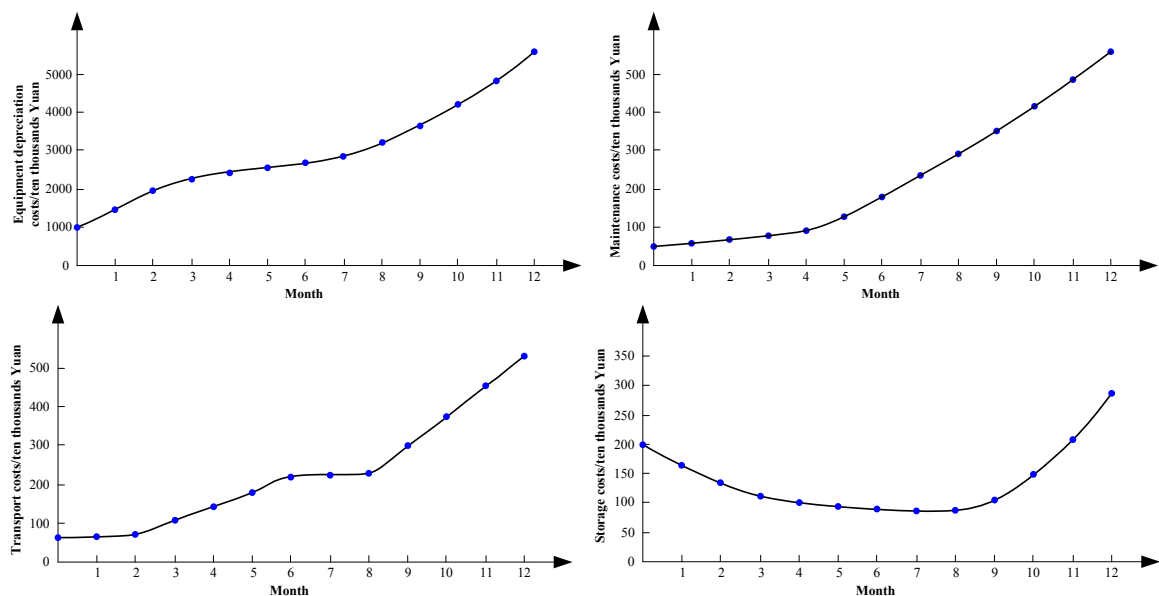 Equipment depreciation
costs/ten thousands Yuan
5000
4000
3000
2000
1000
0
1 2 3 4 5 6 7 8 9 10 11 12
Month
Maintenance costs/ten thousands Yuan
500
400
300
200
100
0
1 2 3 4 5 6 7 8 9 10 11 12
Month
Transport costs/ten thousands Yuan
500
400
300
200
100
0
1 2 3 4 5 6 7 8 9 10 11 12
Month
Storage costs/ten thousands Yuan
350
300
250
200
150
100
50
0
1 2 3 4 5 6 7 8 9 10 11 12
Month